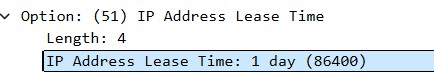 Option: (51) IP Address Lease Time
Length: 4
IP Address Lease Time: 1 day (86400)